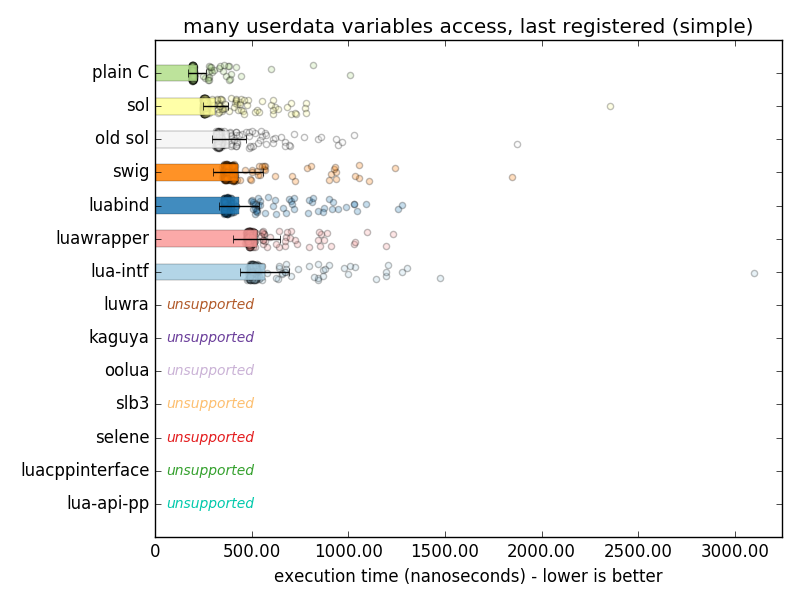 many userdata variables access, last registered (simple)
plain C
sol
old sol
swig
luabind
luawrapper
lua-intf
luwra unsupported
kaguya unsupported
oolua unsupported
slb3 unsupported
selene unsupported
luacppinterface unsupported
lua-api-pp unsupported
0 500.00 1000.00 1500.00 2000.00 2500.00 3000.00
execution time (nanoseconds) - lower is better